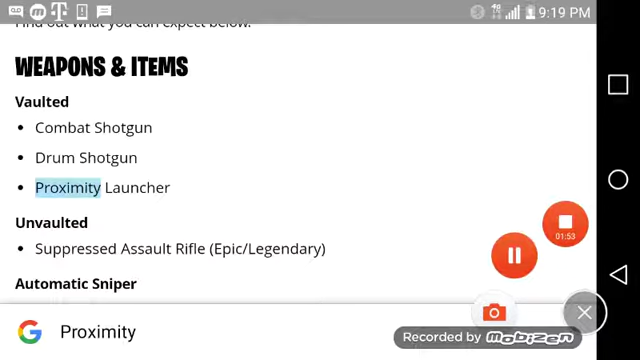 9:19 PM
Find out what you can expect below.
WEAPONS & ITEMS
Vaulted
Combat Shotgun
Drum Shotgun
Proximity Launcher
Unvaulted
Suppressed Assault Rifle (Epic/Legendary)
01:53
Automatic Sniper
Proximity
Recorded by mobizen